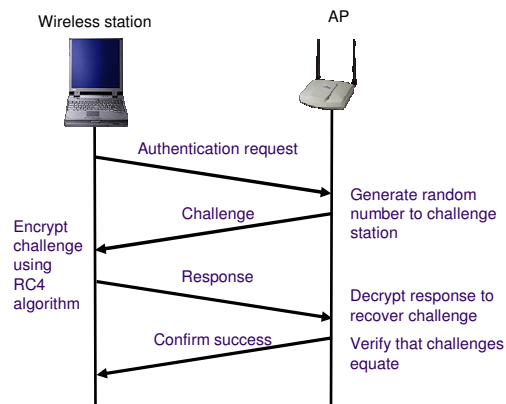 Wireless station
AP
Authentication request
Generate random
number to challenge
station
Challenge
Encrypt
challenge
using
RC4
algorithm
Response
Decrypt response to
recover challenge
Confirm success
Verify that challenges
equate